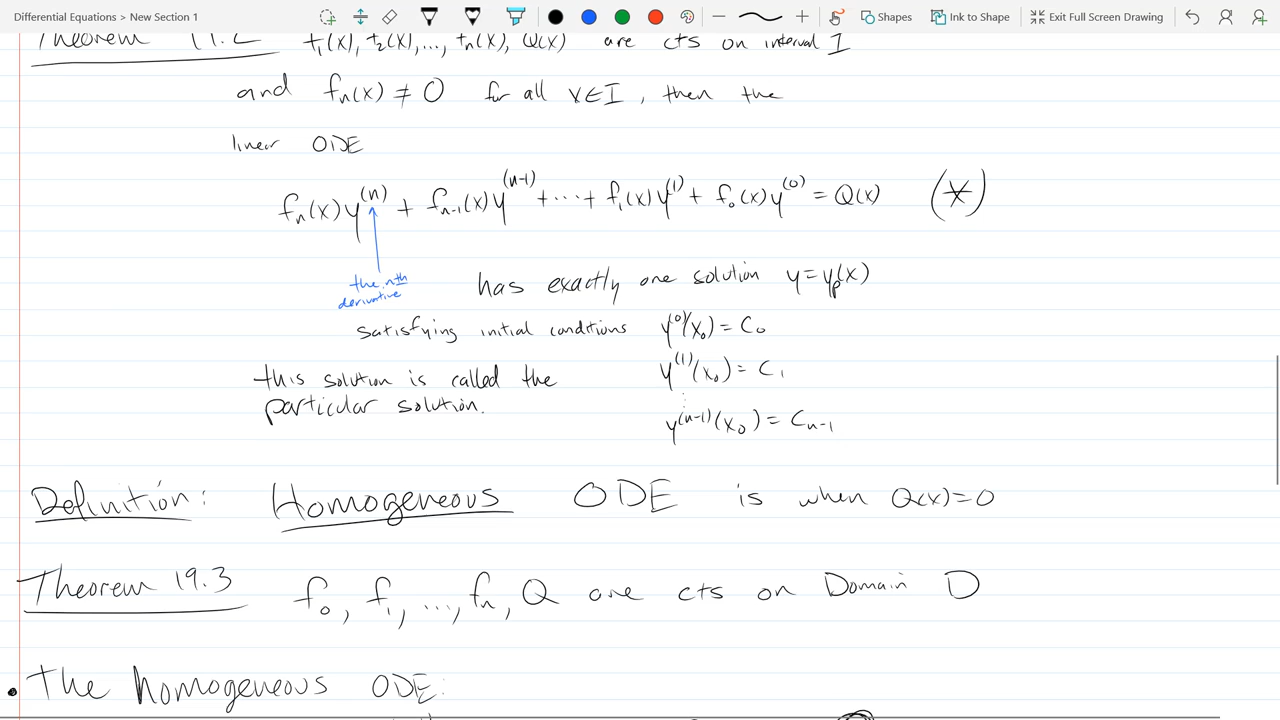 Differential Equations > New Section 1
Shapes
Ink to Shape
Exit Full Screen Drawing
Theorem 19.2 f₁(x), f₂(x), ..., fₙ(x), Q(x) are cts on interval I
and fₙ(x) ≠ 0 for all x∈I, then the
linear ODE
fₙ(x)y⁽ⁿ⁾ + fₙ₋₁(x)y⁽ⁿ⁻¹⁾ + ... + f₁(x)y⁽¹⁾ + f₀(x)y⁽⁰⁾ = Q(x) (*)
the nth
derivative
has exactly one solution y = yₚ(x)
satisfying initial conditions y⁽⁰⁾(x₀) = C₀
y⁽¹⁾(x₀) = C₁
⋮
y⁽ⁿ⁻¹⁾(x₀) = Cₙ₋₁
this solution is called the
particular solution.
Definition: Homogeneous ODE is when Q(x)=0
Theorem 19.3 f₀, f₁, ..., fₙ, Q are cts on Domain D
• The homogeneous ODE: